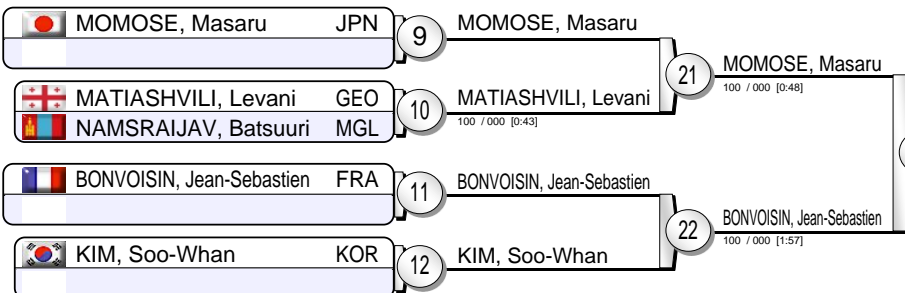 MOMOSE, Masaru JPN
9
MOMOSE, Masaru
MATIASHVILI, Levani GEO
NAMSRAIJAV, Batsuuri MGL
10
MATIASHVILI, Levani
100 / 000 [0:43]
21
MOMOSE, Masaru
100 / 000 [0:48]
BONVOISIN, Jean-Sebastien FRA
11
BONVOISIN, Jean-Sebastien
KIM, Soo-Whan KOR
12
KIM, Soo-Whan
22
BONVOISIN, Jean-Sebastien
100 / 000 [1:57]